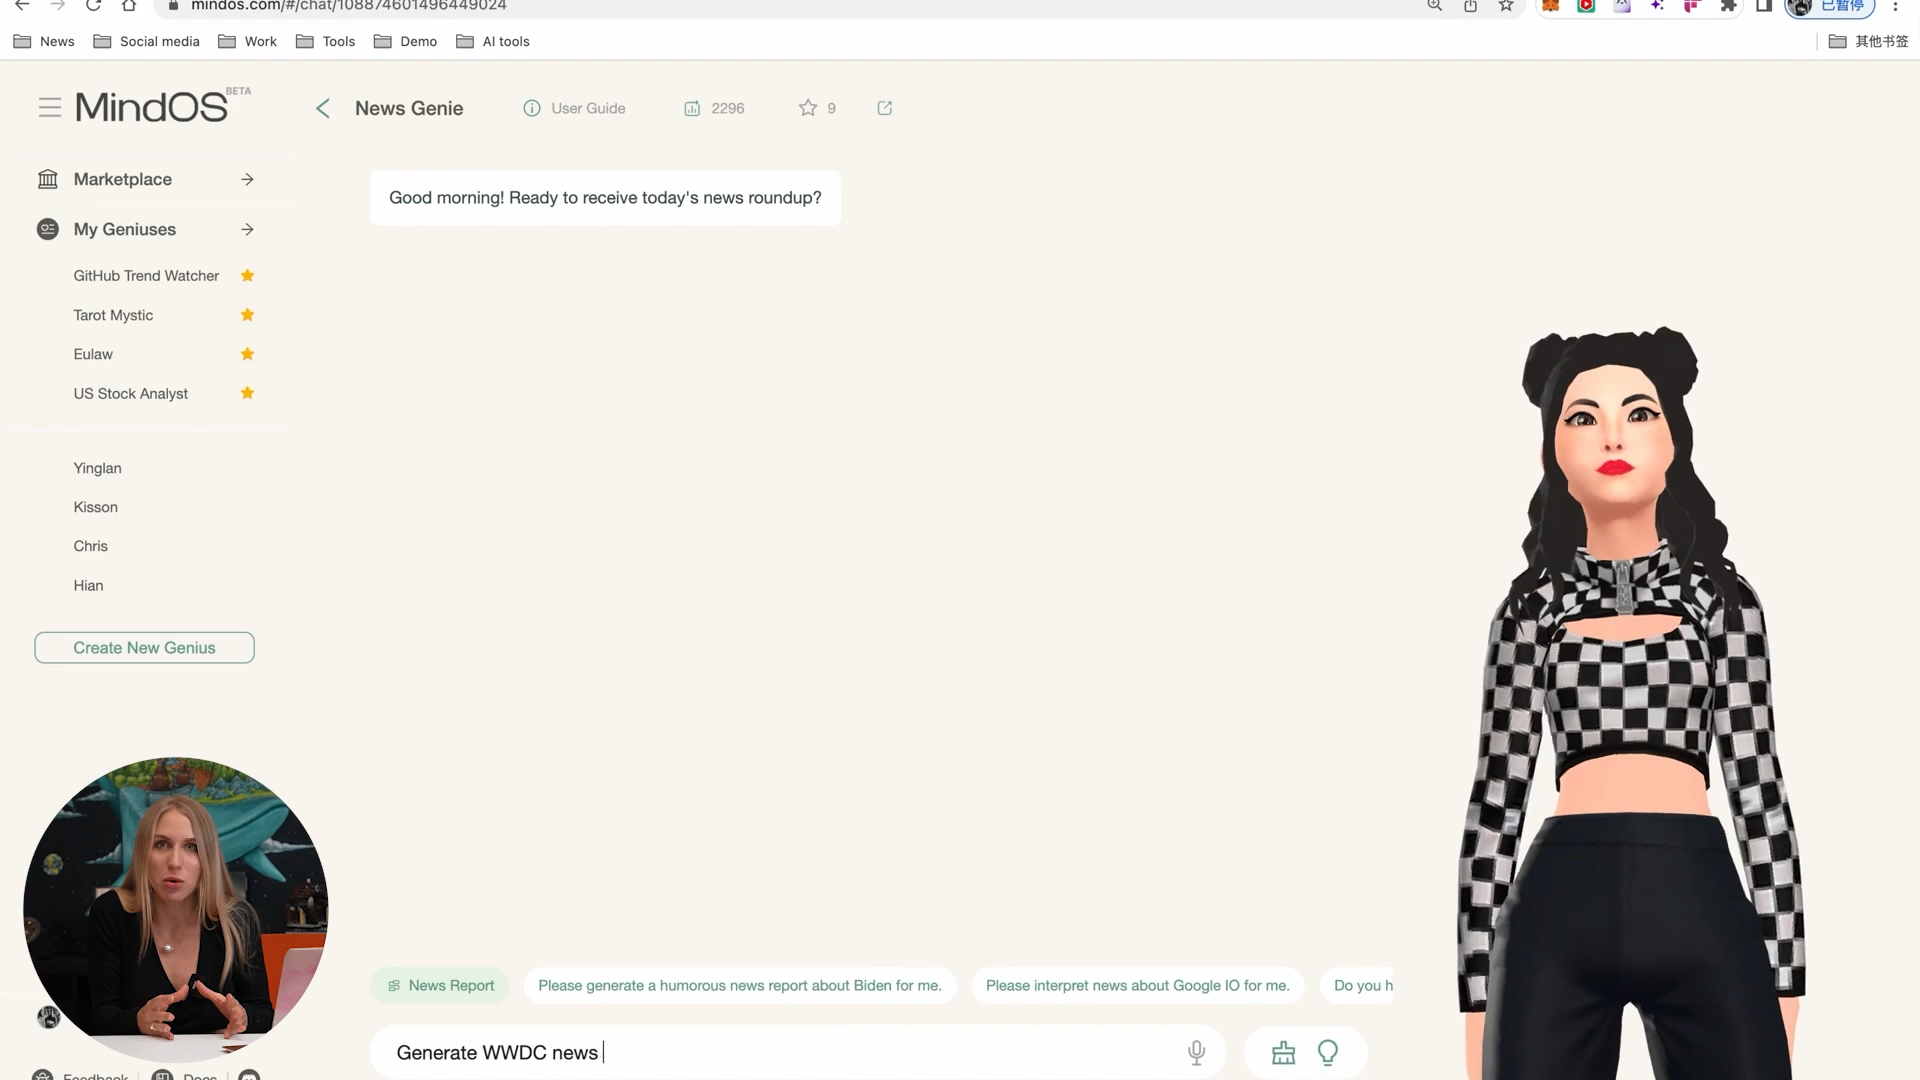 mindos.com/#/chat/108874601496449024
已暂停
News
Social media
Work
Tools
Demo
AI tools
其他书签
MindOS BETA
News Genie
User Guide
2296
9
Marketplace
My Geniuses
GitHub Trend Watcher
Tarot Mystic
Eulaw
US Stock Analyst
Yinglan
Kisson
Chris
Hian
Create New Genius
Good morning! Ready to receive today's news roundup?
News Report
Please generate a humorous news report about Biden for me.
Please interpret news about Google IO for me.
Do you h
Generate WWDC news
Feedback
Docs